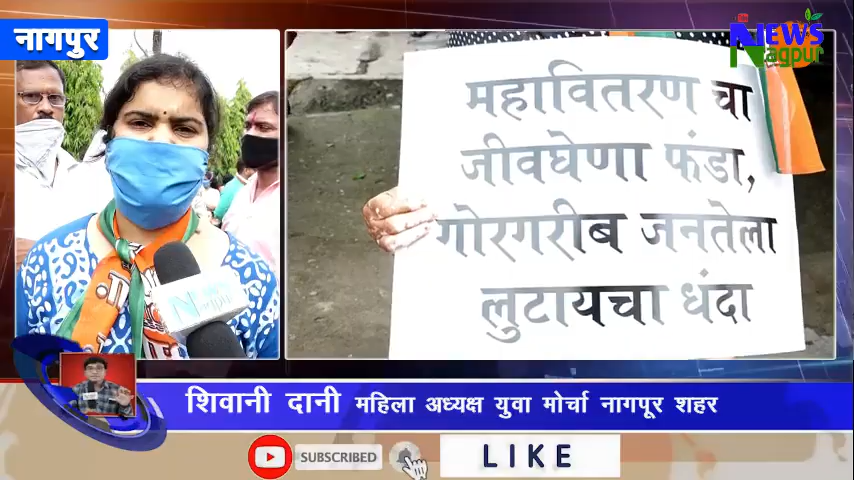 नागपुर
NEWS
Nagpur
महावितरण चा
जीवघेणा फंडा,
गोरगरीब जनतेला
लुटायचा धंदा
शिवानी दानी महिला अध्यक्ष युवा मोर्चा नागपूर शहर
SUBSCRIBED
LIKE